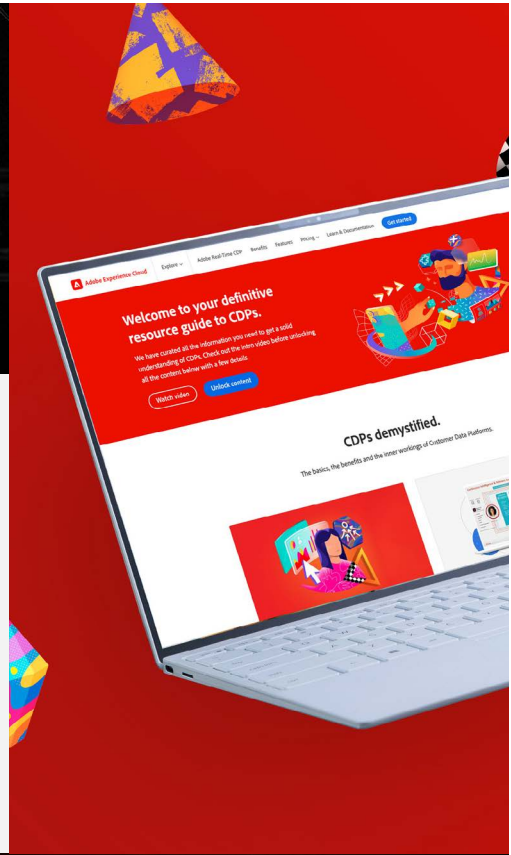 Adobe Experience Cloud
Explore
Adobe Real-Time CDP
Benefits
Features
Pricing
Learn & Documentation
Get started
Welcome to your definitive
resource guide to CDPs.
We have curated all the information you need to get a solid
understanding of CDPs. Check out the intro video before unlocking
all the content below with a few details.
Watch video
Unlock content
CDPs demystified.
The basics, the benefits and the inner workings of Customer Data Platforms.